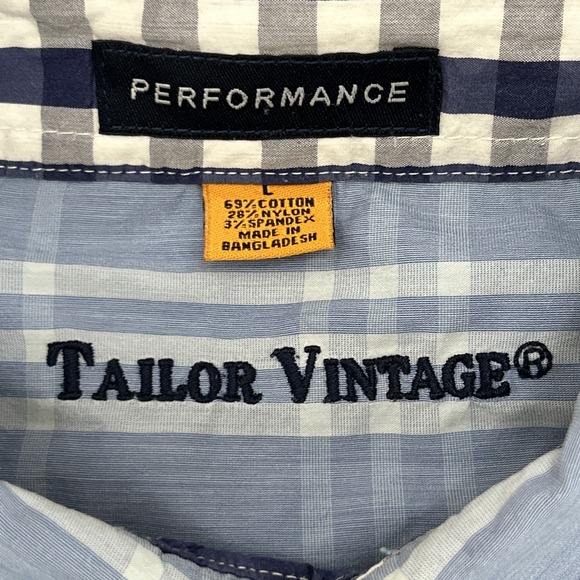 PERFORMANCE
L
69% COTTON
28% NYLON
3% SPANDEX
MADE IN
BANGLADESH
TAILOR VINTAGE®